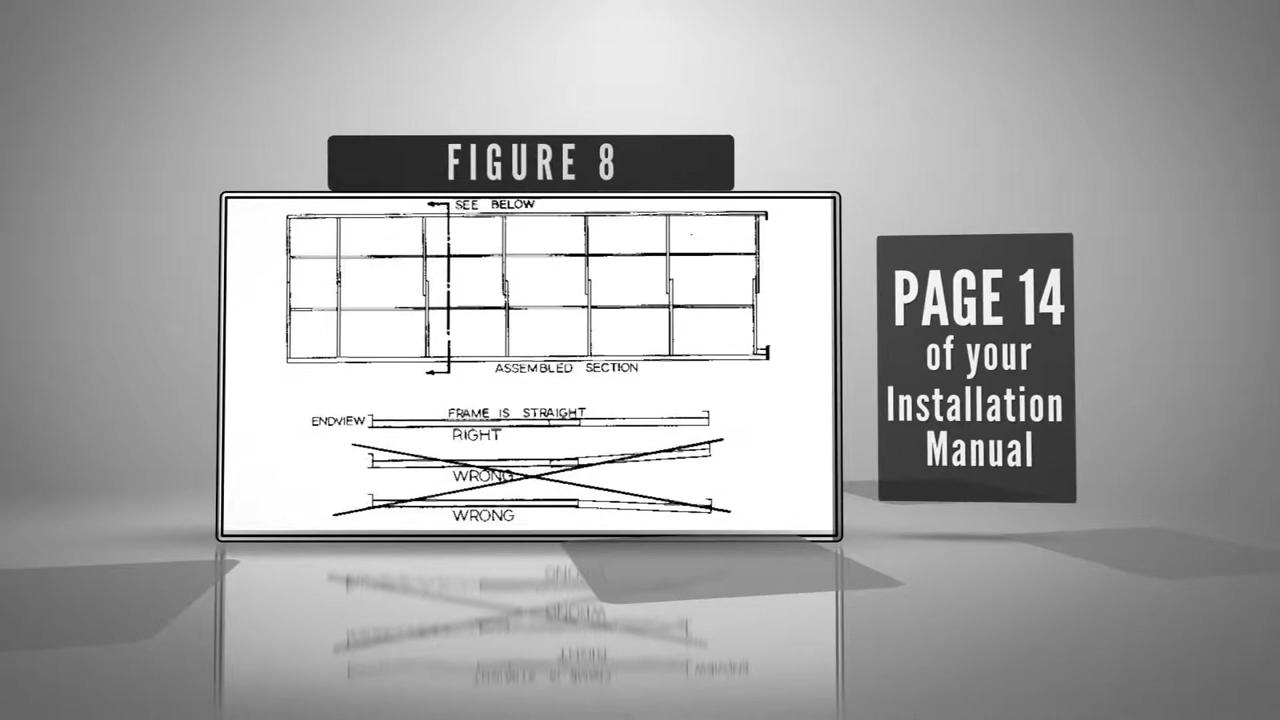 FIGURE 8
SEE BELOW
ASSEMBLED SECTION
ENDVIEW
FRAME IS STRAIGHT
RIGHT
WRONG
WRONG
PAGE 14
of your
Installation
Manual